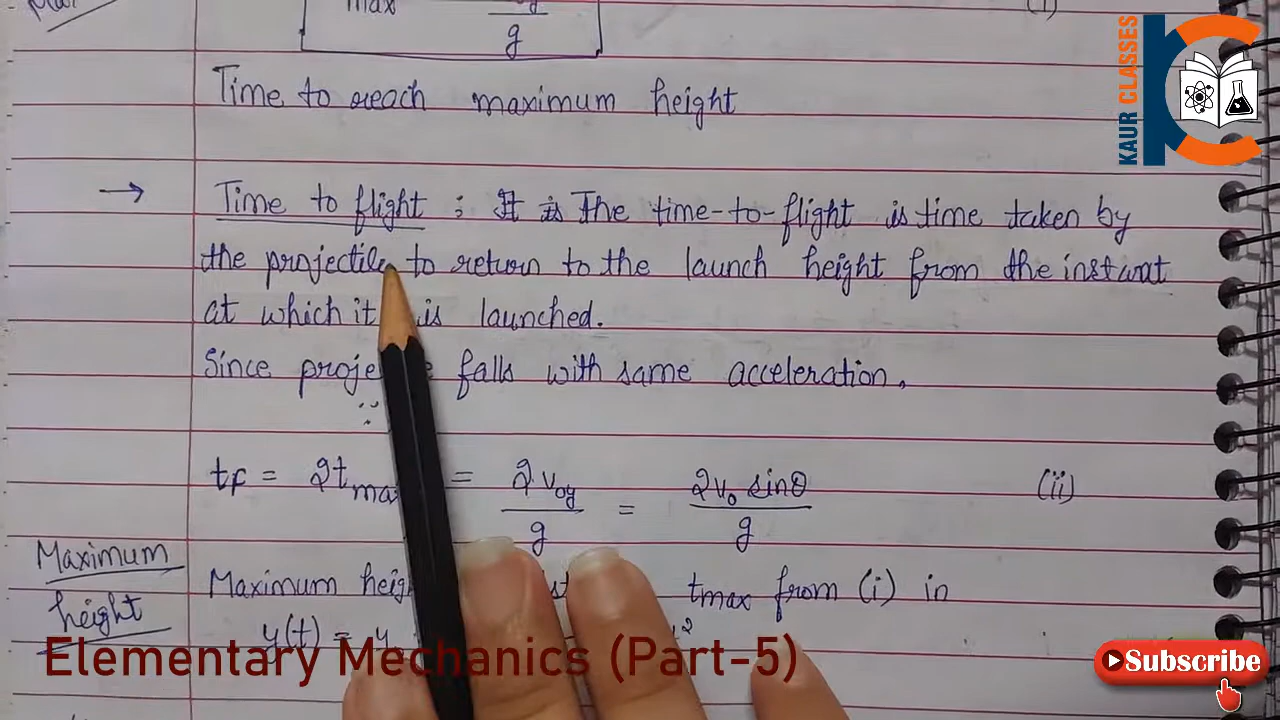 max g (i)
Time to reach maximum height
→ Time to flight : It is The time-to-flight is time taken by
the projectile to return to the launch height from the instant
at which it is launched.
Since falls with same acceleration,
tf = 2tmax = 2 voy / g = 2v₀ sinθ / g (ii)
Maximum
height
Maximum tmax from (i) in
y(t) =
KAUR CLASSES
Elementary Mechanics (Part-5)
Subscribe